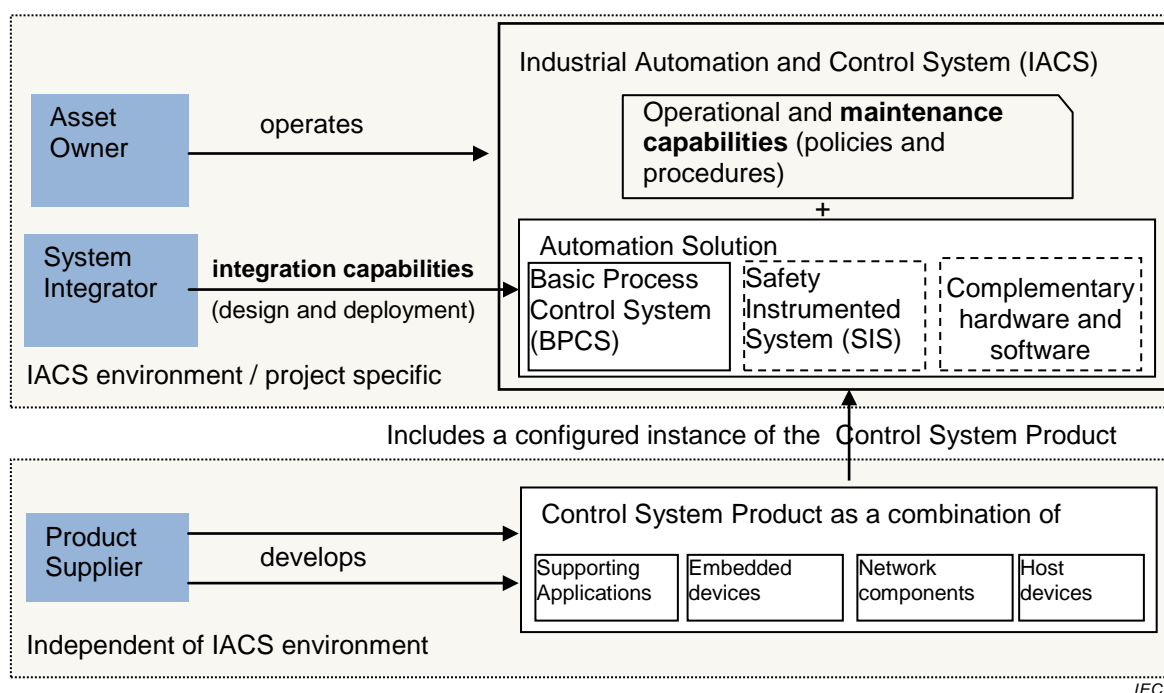 Industrial Automation and Control System (IACS)
Asset
Owner
operates
Operational and maintenance
capabilities (policies and
procedures)
+
System
Integrator
integration capabilities
(design and deployment)
Automation Solution
Basic Process
Control System
(BPCS)
Safety
Instrumented
System (SIS)
Complementary
hardware and
software
IACS environment / project specific
Includes a configured instance of the Control System Product
Product
Supplier
develops
Control System Product as a combination of
Supporting
Applications
Embedded
devices
Network
components
Host
devices
Independent of IACS environment
IEC